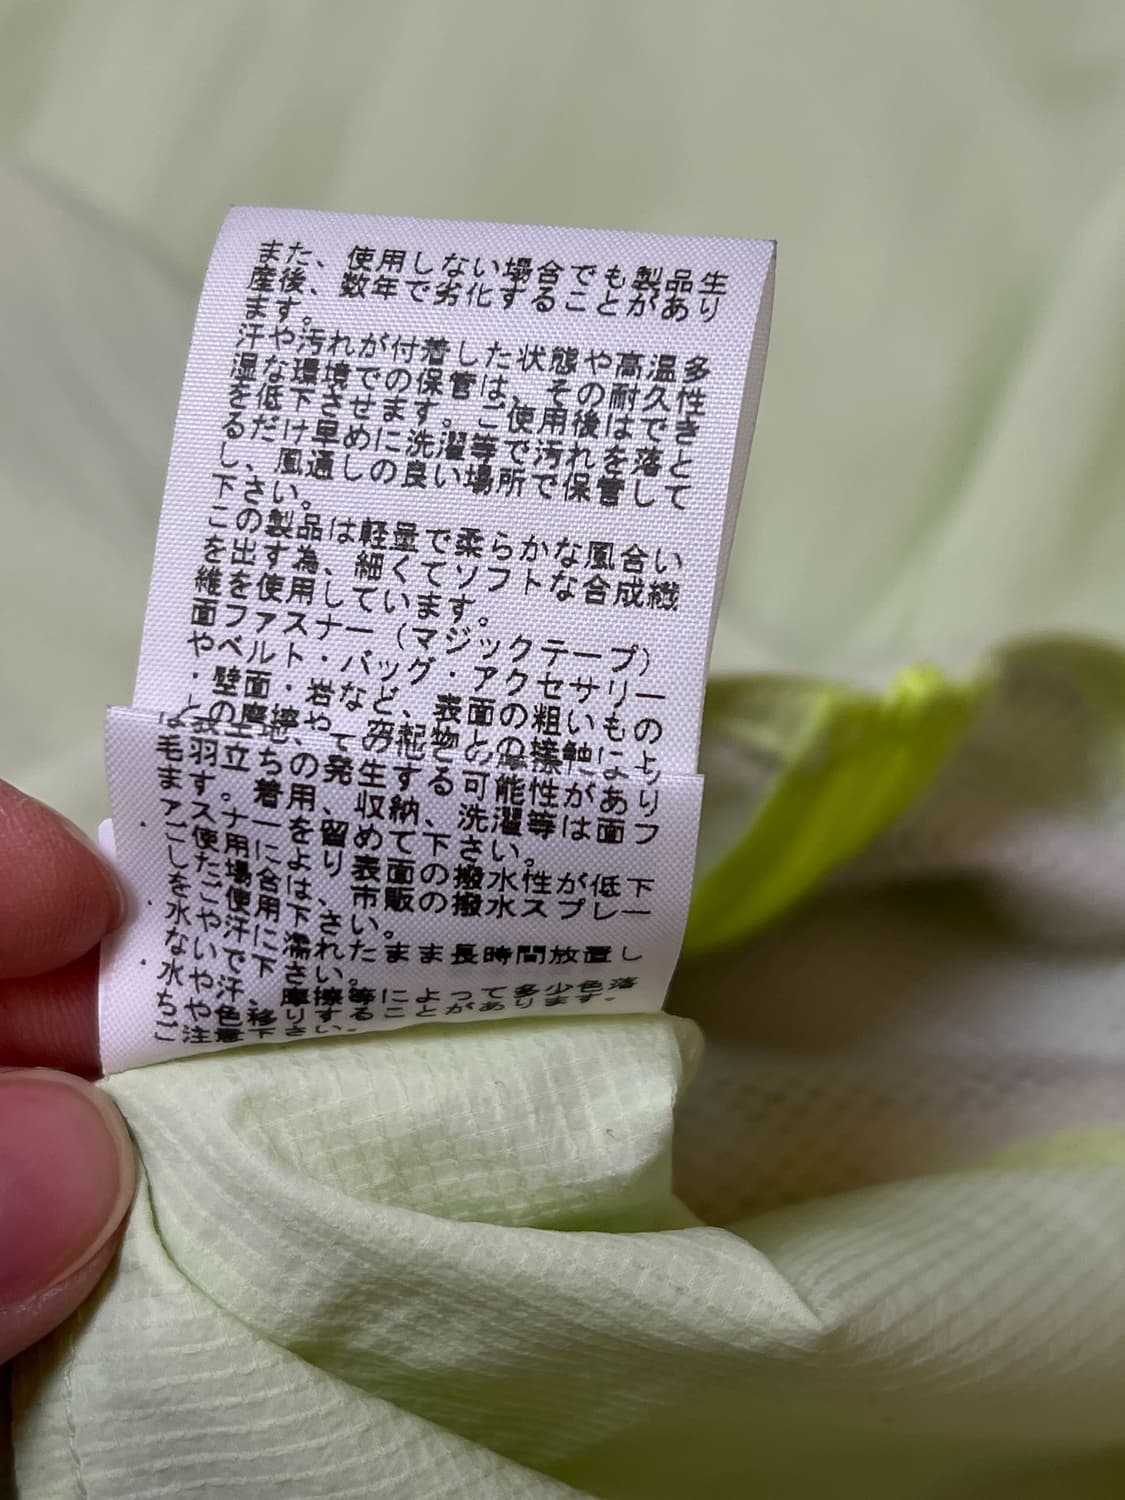 また、使用しない場合でも製品生
産後、数年で劣化することがあり
ます。
汗や汚れが付着した状態や高温多
湿な環境での保管は、その耐久性
を低下させます。ご使用後はできる
だけ早めに洗濯等で汚れを落と
し、風通しの良い場所で保管して
下さい。
この製品は軽量で柔らかな風合い
を出す為、細くてソフトな合成繊
維を使用しています。
面ファスナー(マジックテープ)
やベルト・バッグ・アクセサリー
・壁面・岩など、表面の粗いもの
との摩擦や
毛羽立ちの発生する可能性があり
ます。着用、収納、洗濯等は面フ
ァスナーを留めて下さい。
・ご使用により表面の撥水性が低下
した場合は、市販の撥水スプレー
をご使用下さい。
・水や汗に濡れたまま長時間放置し
ないで下さい。
・水や汗、摩擦等によって多少色落
ちや色移りすることがあります。
ご注意下さい。